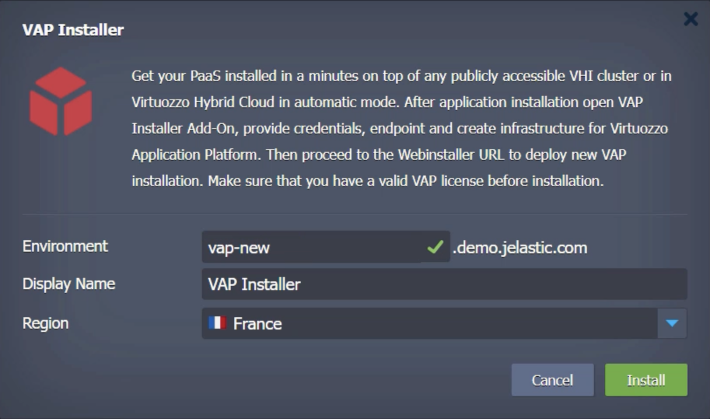 VAP Installer
Get your PaaS installed in a minutes on top of any publicly accessible VHI cluster or in
Virtuozzo Hybrid Cloud in automatic mode. After application installation open VAP
Installer Add-On, provide credentials, endpoint and create infrastructure for Virtuozzo
Application Platform. Then proceed to the Webinstaller URL to deploy new VAP
installation. Make sure that you have a valid VAP license before installation.
Environment vap-new .demo.jelastic.com
Display Name VAP Installer
Region France
Cancel Install